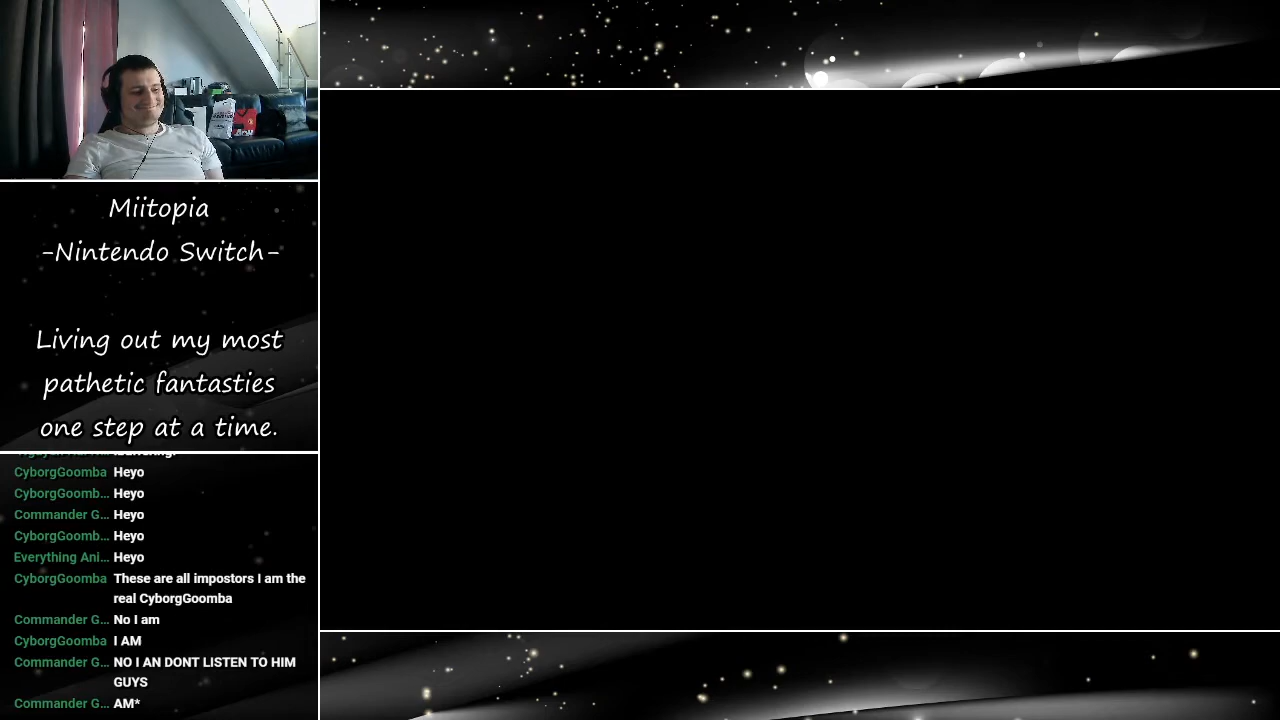 Miitopia
-Nintendo Switch-
Living out my most
pathetic fantasties
one step at a time.
CyborgGoomba Heyo
CyborgGoomb... Heyo
Commander G... Heyo
CyborgGoomb... Heyo
Everything Ani... Heyo
CyborgGoomba These are all impostors I am the
real CyborgGoomba
Commander G... No I am
CyborgGoomba I AM
Commander G... NO I AN DONT LISTEN TO HIM
GUYS
Commander G... AM*